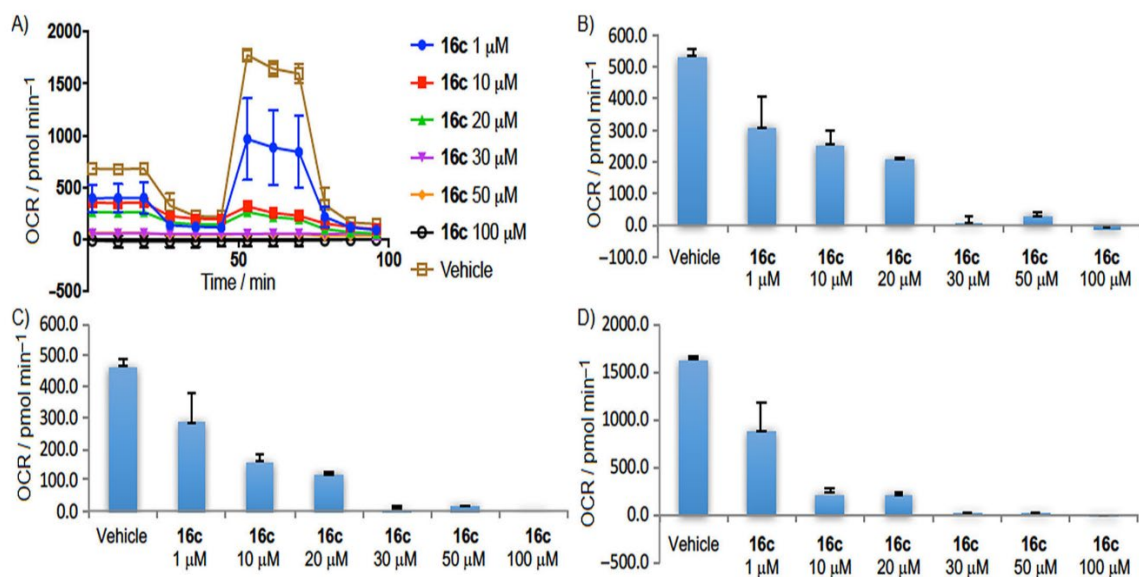 A)
OCR / pmol min⁻¹
2000
1500
1000
500
0
−500
50
100
Time / min
16c 1 μM
16c 10 μM
16c 20 μM
16c 30 μM
16c 50 μM
16c 100 μM
Vehicle
B)
OCR / pmol min⁻¹
600.0
500.0
400.0
300.0
200.0
100.0
0.0
−100.0
Vehicle 16c 16c 16c 16c 16c 16c
1 μM 10 μM 20 μM 30 μM 50 μM 100 μM
C)
OCR / pmol min⁻¹
600.0
500.0
400.0
300.0
200.0
100.0
0.0
Vehicle 16c 16c 16c 16c 16c 16c
1 μM 10 μM 20 μM 30 μM 50 μM 100 μM
D)
OCR / pmol min⁻¹
2000.0
1500.0
1000.0
500.0
0.0
−500.0
Vehicle 16c 16c 16c 16c 16c 16c
1 μM 10 μM 20 μM 30 μM 50 μM 100 μM